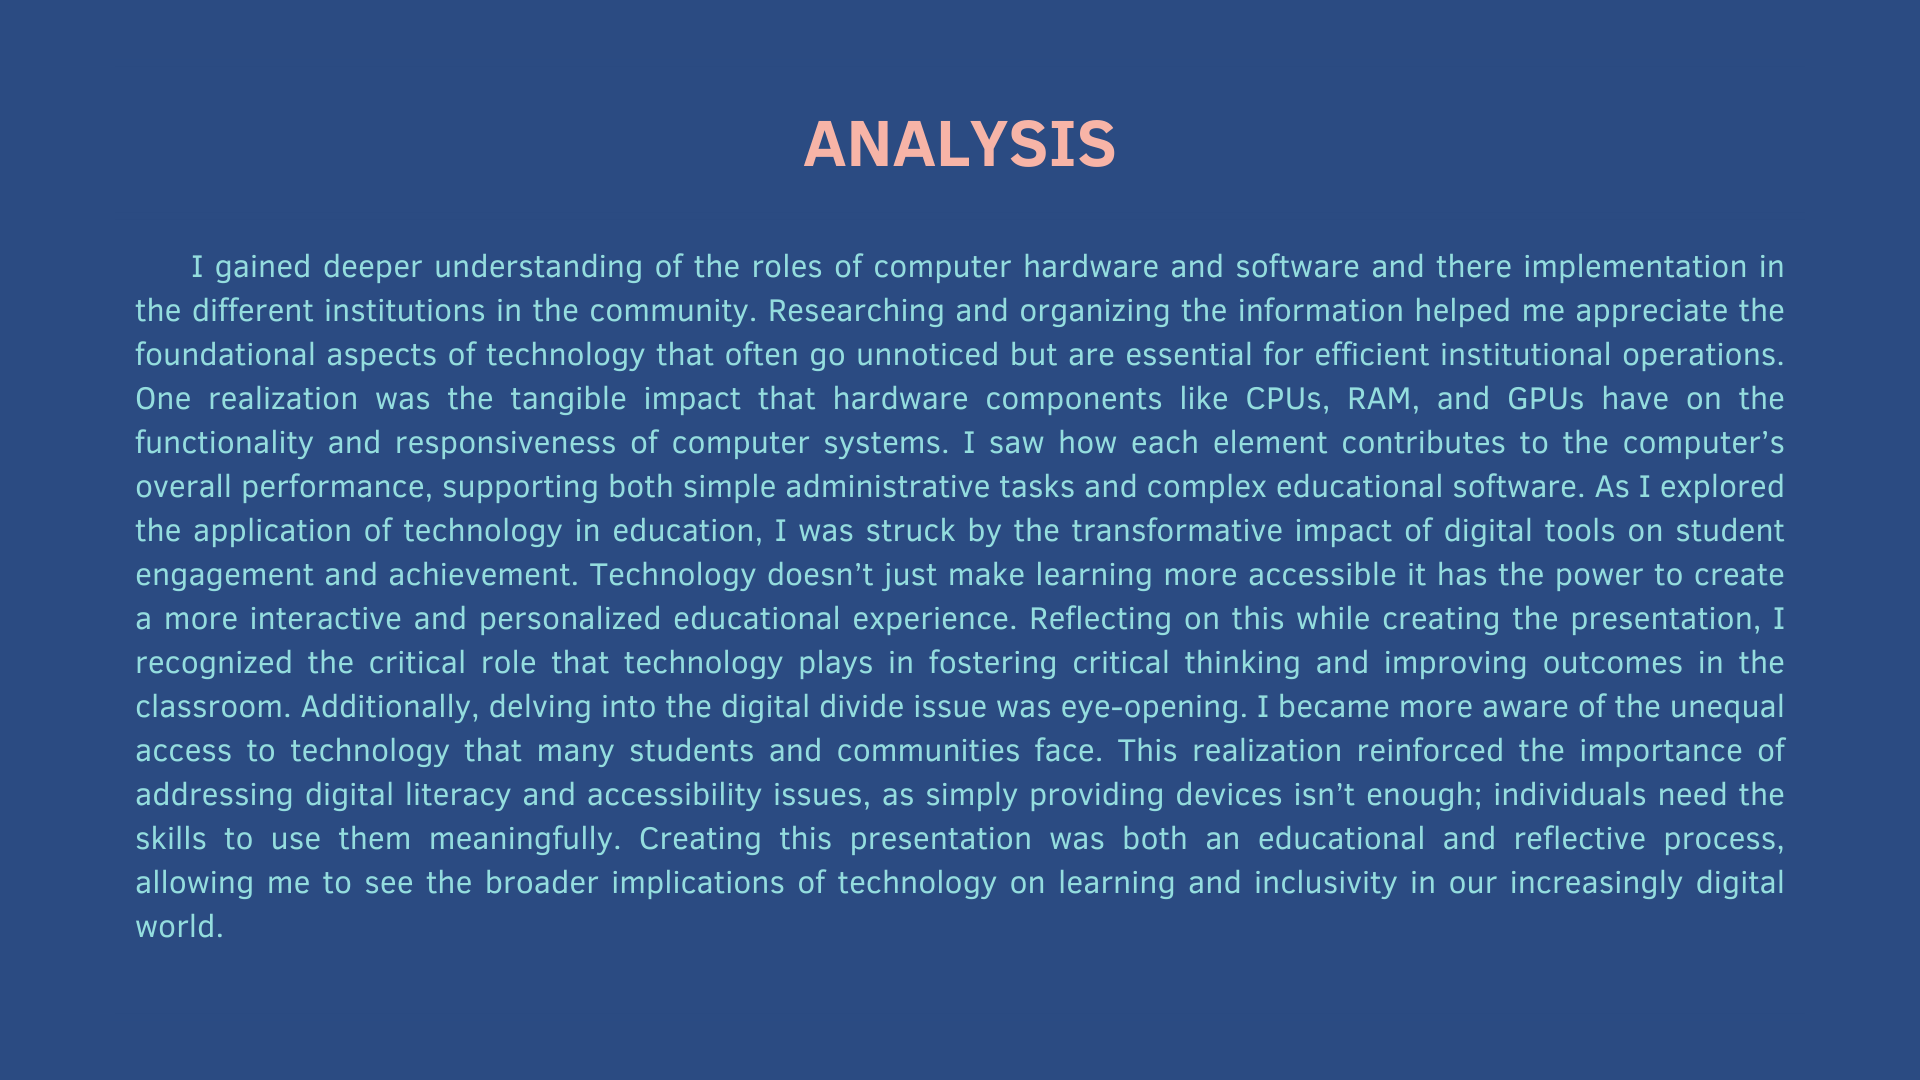 ANALYSIS
I gained deeper understanding of the roles of computer hardware and software and there implementation in
the different institutions in the community. Researching and organizing the information helped me appreciate the
foundational aspects of technology that often go unnoticed but are essential for efficient institutional operations.
One realization was the tangible impact that hardware components like CPUs, RAM, and GPUs have on the
functionality and responsiveness of computer systems. I saw how each element contributes to the computer’s
overall performance, supporting both simple administrative tasks and complex educational software. As I explored
the application of technology in education, I was struck by the transformative impact of digital tools on student
engagement and achievement. Technology doesn’t just make learning more accessible it has the power to create
a more interactive and personalized educational experience. Reflecting on this while creating the presentation, I
recognized the critical role that technology plays in fostering critical thinking and improving outcomes in the
classroom. Additionally, delving into the digital divide issue was eye-opening. I became more aware of the unequal
access to technology that many students and communities face. This realization reinforced the importance of
addressing digital literacy and accessibility issues, as simply providing devices isn’t enough; individuals need the
skills to use them meaningfully. Creating this presentation was both an educational and reflective process,
allowing me to see the broader implications of technology on learning and inclusivity in our increasingly digital
world.